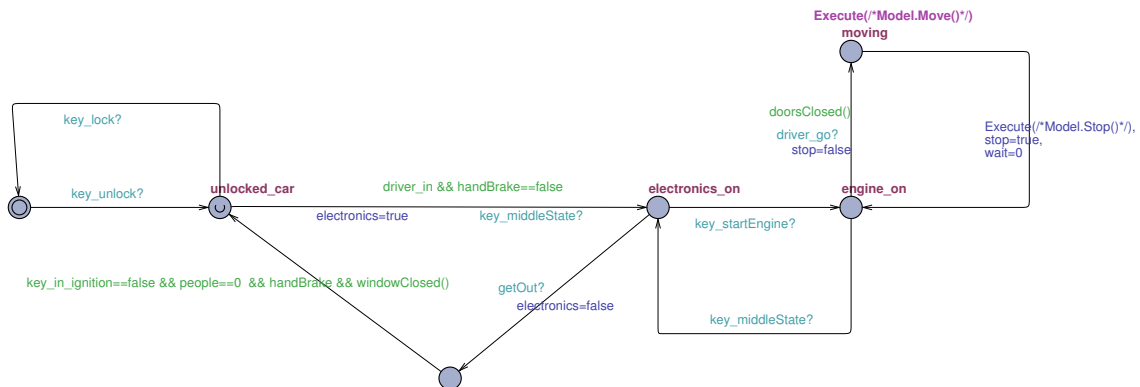 Execute(/*Model.Move()*/)
moving
doorsClosed()
driver_go?
stop=false
Execute(/*Model.Stop()*/),
stop=true,
wait=0
key_lock?
key_unlock?
unlocked_car
driver_in && handBrake==false
electronics=true
key_middleState?
electronics_on
key_startEngine?
engine_on
key_in_ignition==false && people==0  && handBrake && windowClosed()
getOut?
electronics=false
key_middleState?
U